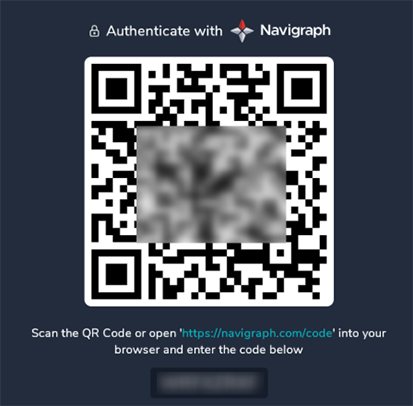 Authenticate with Navigraph
Scan the QR Code or open 'https://navigraph.com/code' into your
browser and enter the code below